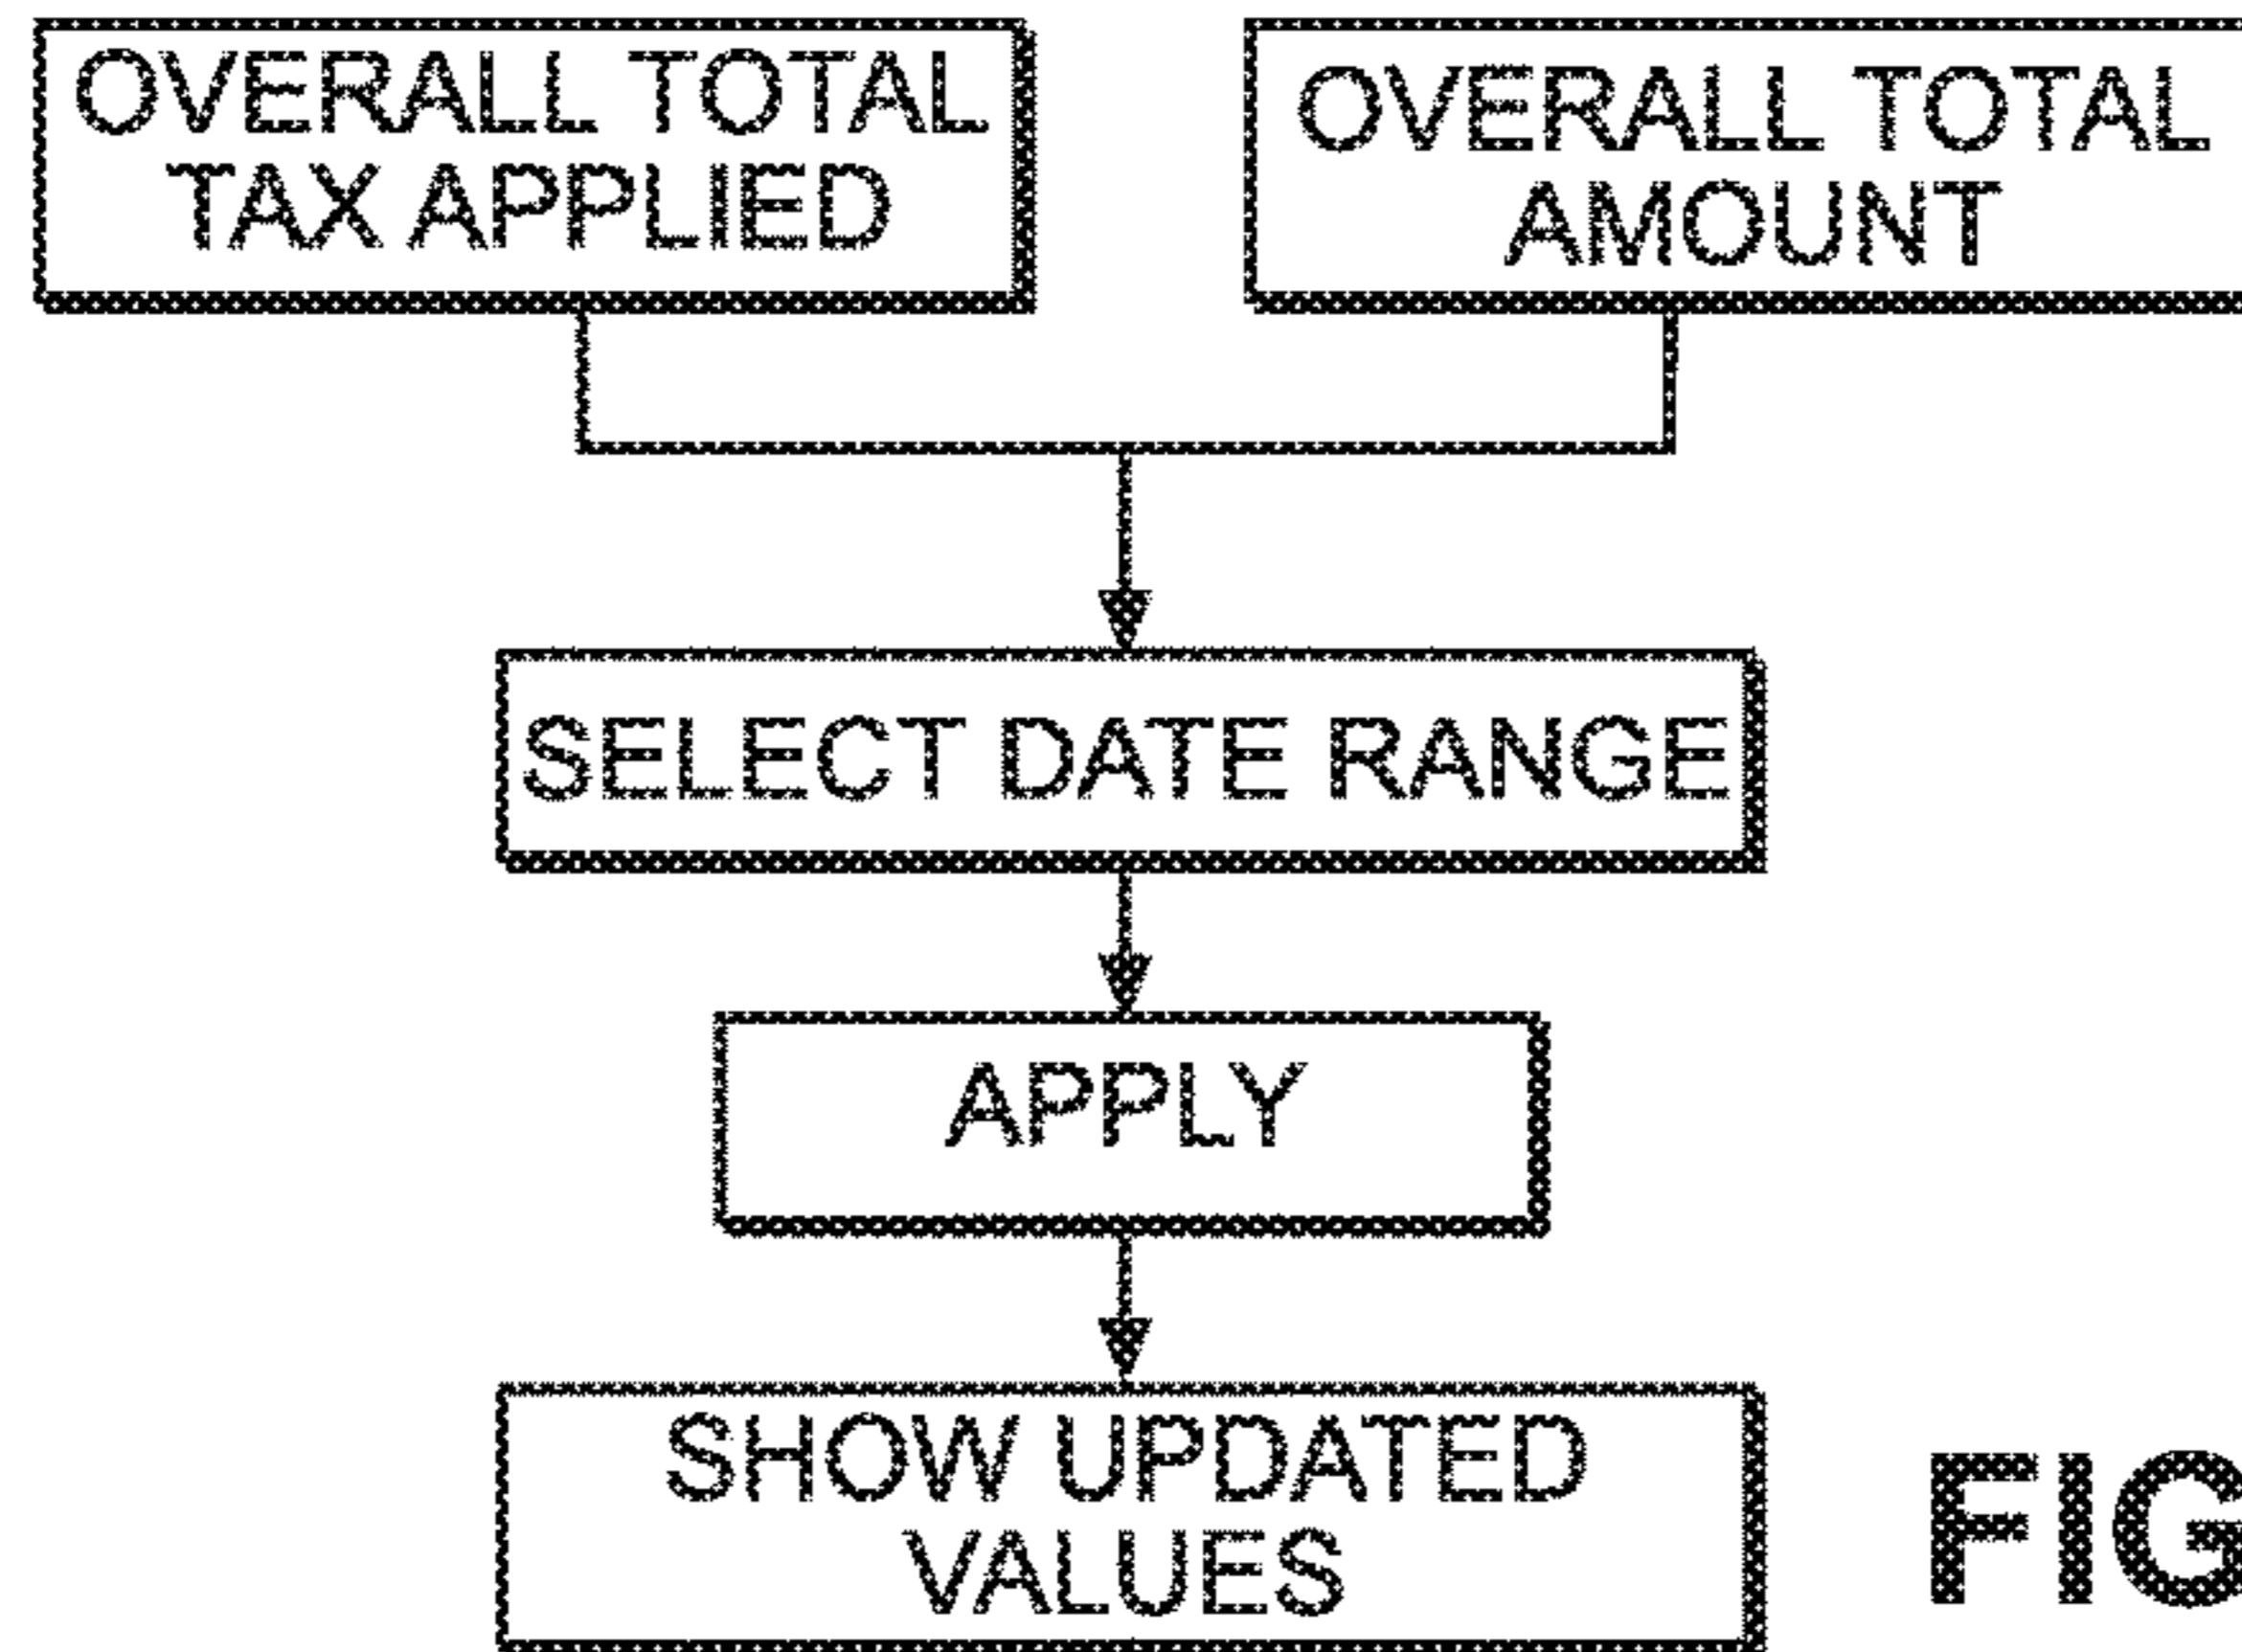 OVERALL TOTAL
TAX APPLIED
OVERALL TOTAL
AMOUNT
SELECT DATE RANGE
APPLY
SHOW UPDATED
VALUES
FIG